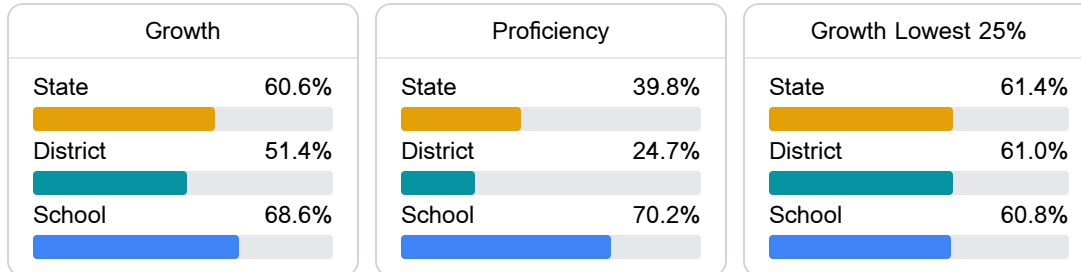 Growth
State 60.6%
District 51.4%
School 68.6%
Proficiency
State 39.8%
District 24.7%
School 70.2%
Growth Lowest 25%
State 61.4%
District 61.0%
School 60.8%